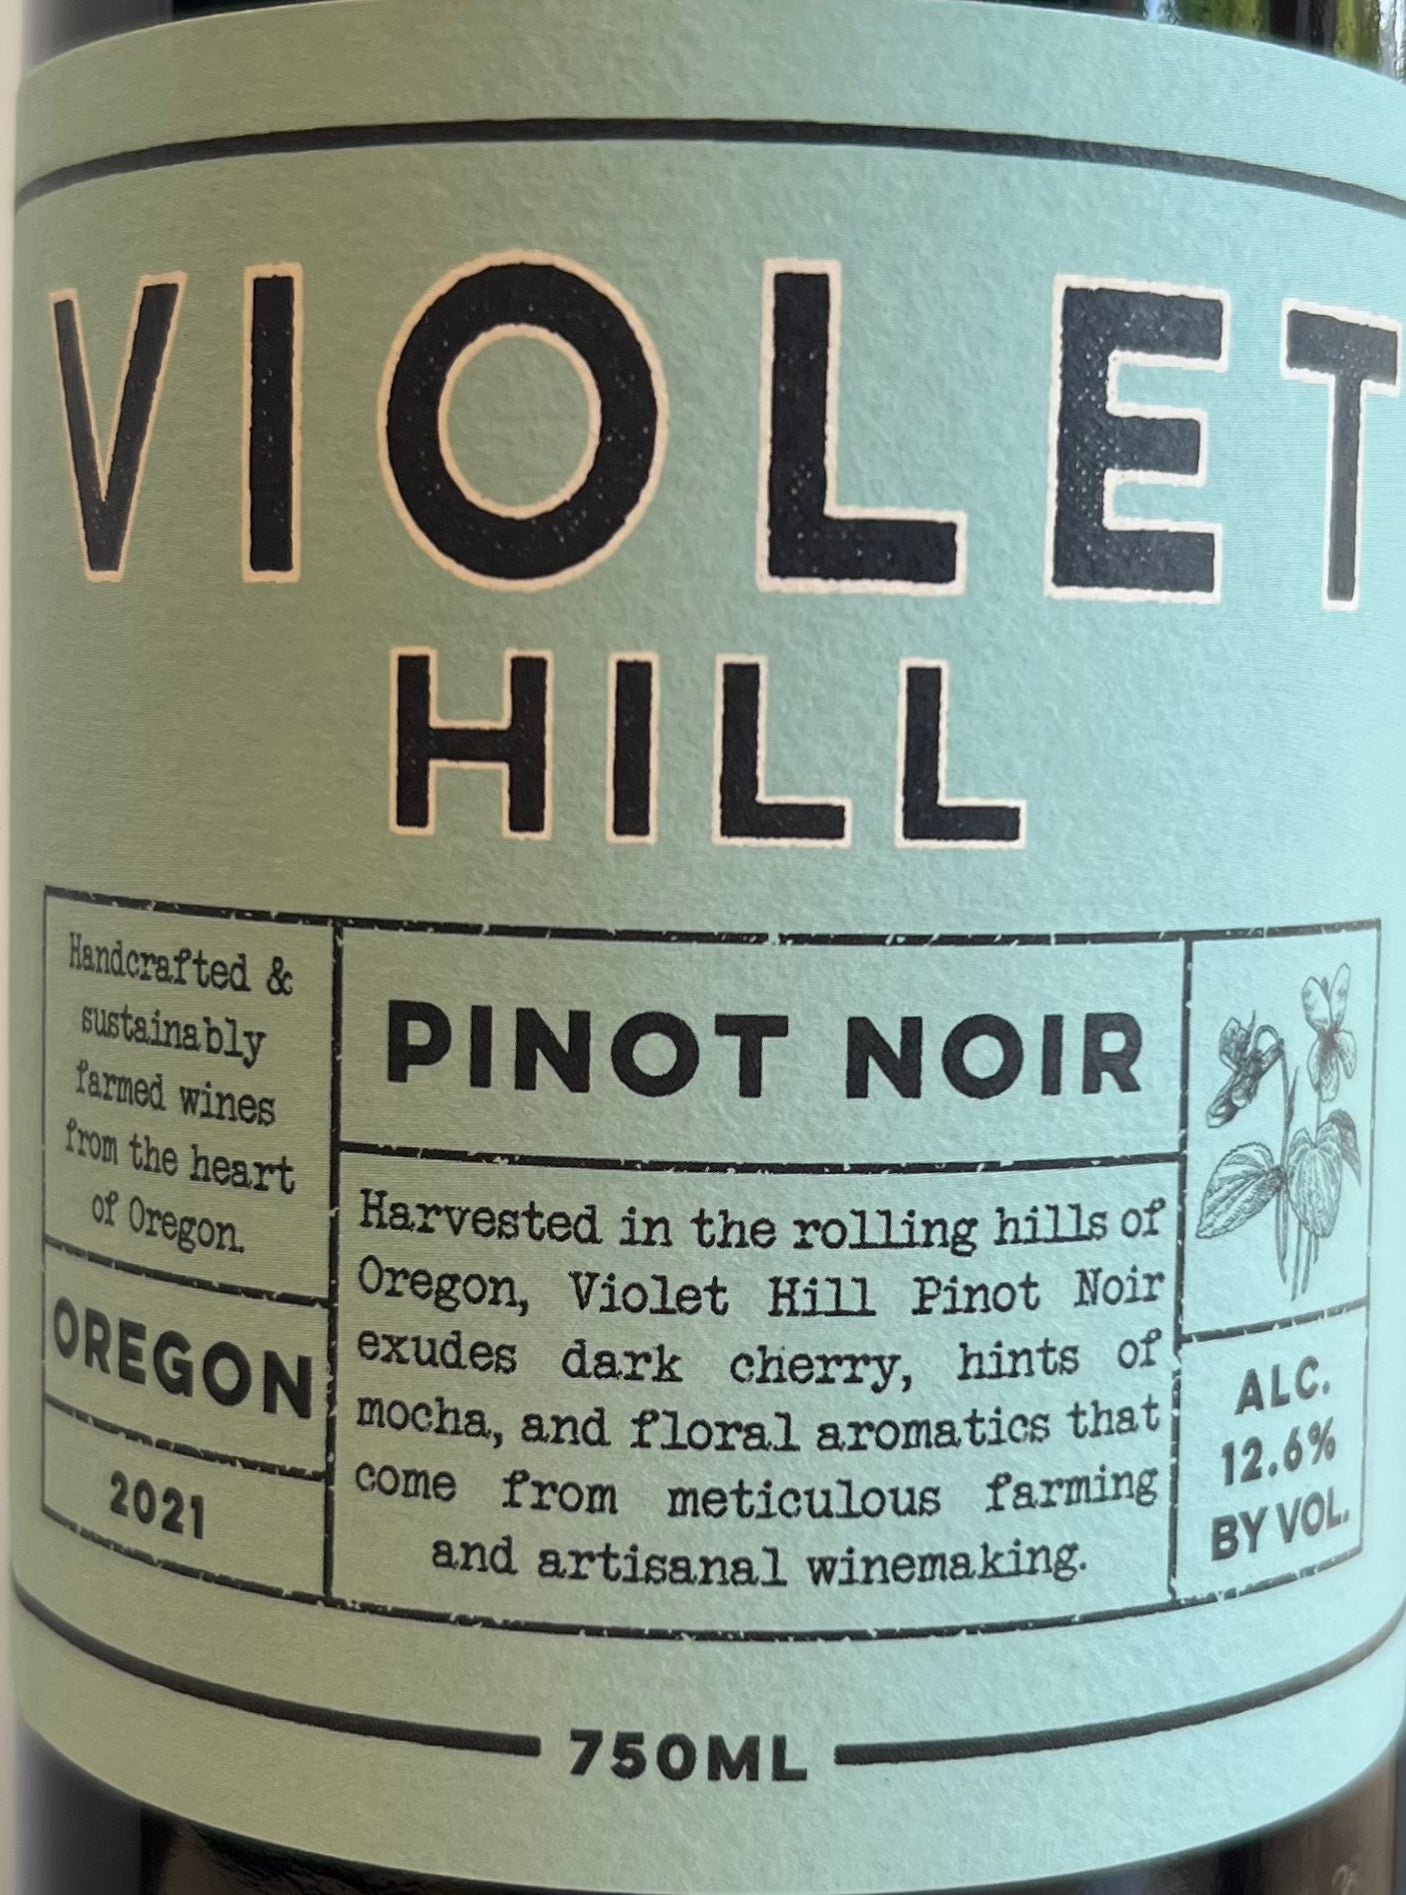 VIOLET
HILL
Handcrafted &
sustainably
farmed wines
from the heart
of Oregon.
OREGON
2021
PINOT NOIR
Harvested in the rolling hills of
Oregon, Violet Hill Pinot Noir
exudes dark cherry, hints of
mocha, and floral aromatics that
come from meticulous farming
and artisanal winemaking.
ALC.
12.6%
BY VOL.
750ML